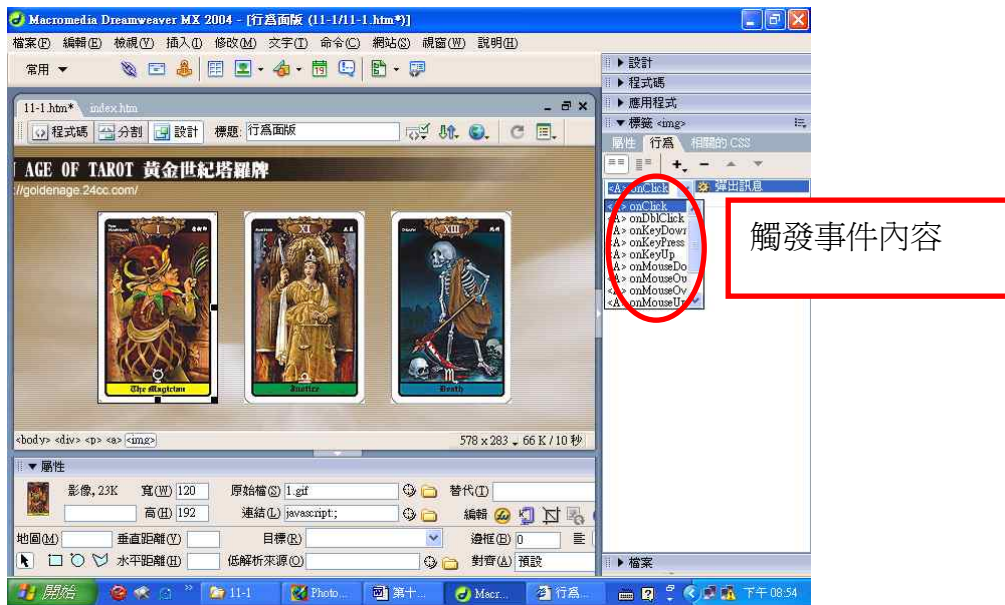 Macromedia Dreamweaver MX 2004 - [行為面版 (11-1/11-1.htm*)]
檔案(F) 編輯(E) 檢視(V) 插入(I) 修改(M) 文字(T) 命令(C) 網站(S) 視窗(W) 說明(H)
常用
11-1.htm* index.htm
程式碼 分割 設計 標題: 行為面版
AGE OF TAROT 黃金世紀塔羅牌
://goldenage.24oc.com/
I XI XIII
The Magician Justice Death
<body> <div> <p> <a> <img> 578 x 283 66 K / 10 秒
屬性
影像, 23K 寬(W) 120 原始檔(S) 1.gif 替代(T)
高(H) 192 連結(L) javascript:; 編輯
地圖(M) 垂直距離(V) 目標(R) 邊框(B) 0
水平距離(H) 低解析來源(O) 對齊(A) 預設
設計
程式碼
應用程式
標籤 <img>
屬性 行為 相關的 CSS
<A> onClick 彈出訊息
<A> onClick
<A> onDblClick
<A> onKeyDown
<A> onKeyPress
<A> onKeyUp
<A> onMouseDo
<A> onMouseOu
<A> onMouseOv
<A> onMouseUp
檔案
觸發事件內容
開始 11-1 Photo... 第十... Macr... 行為... 下午 08:54